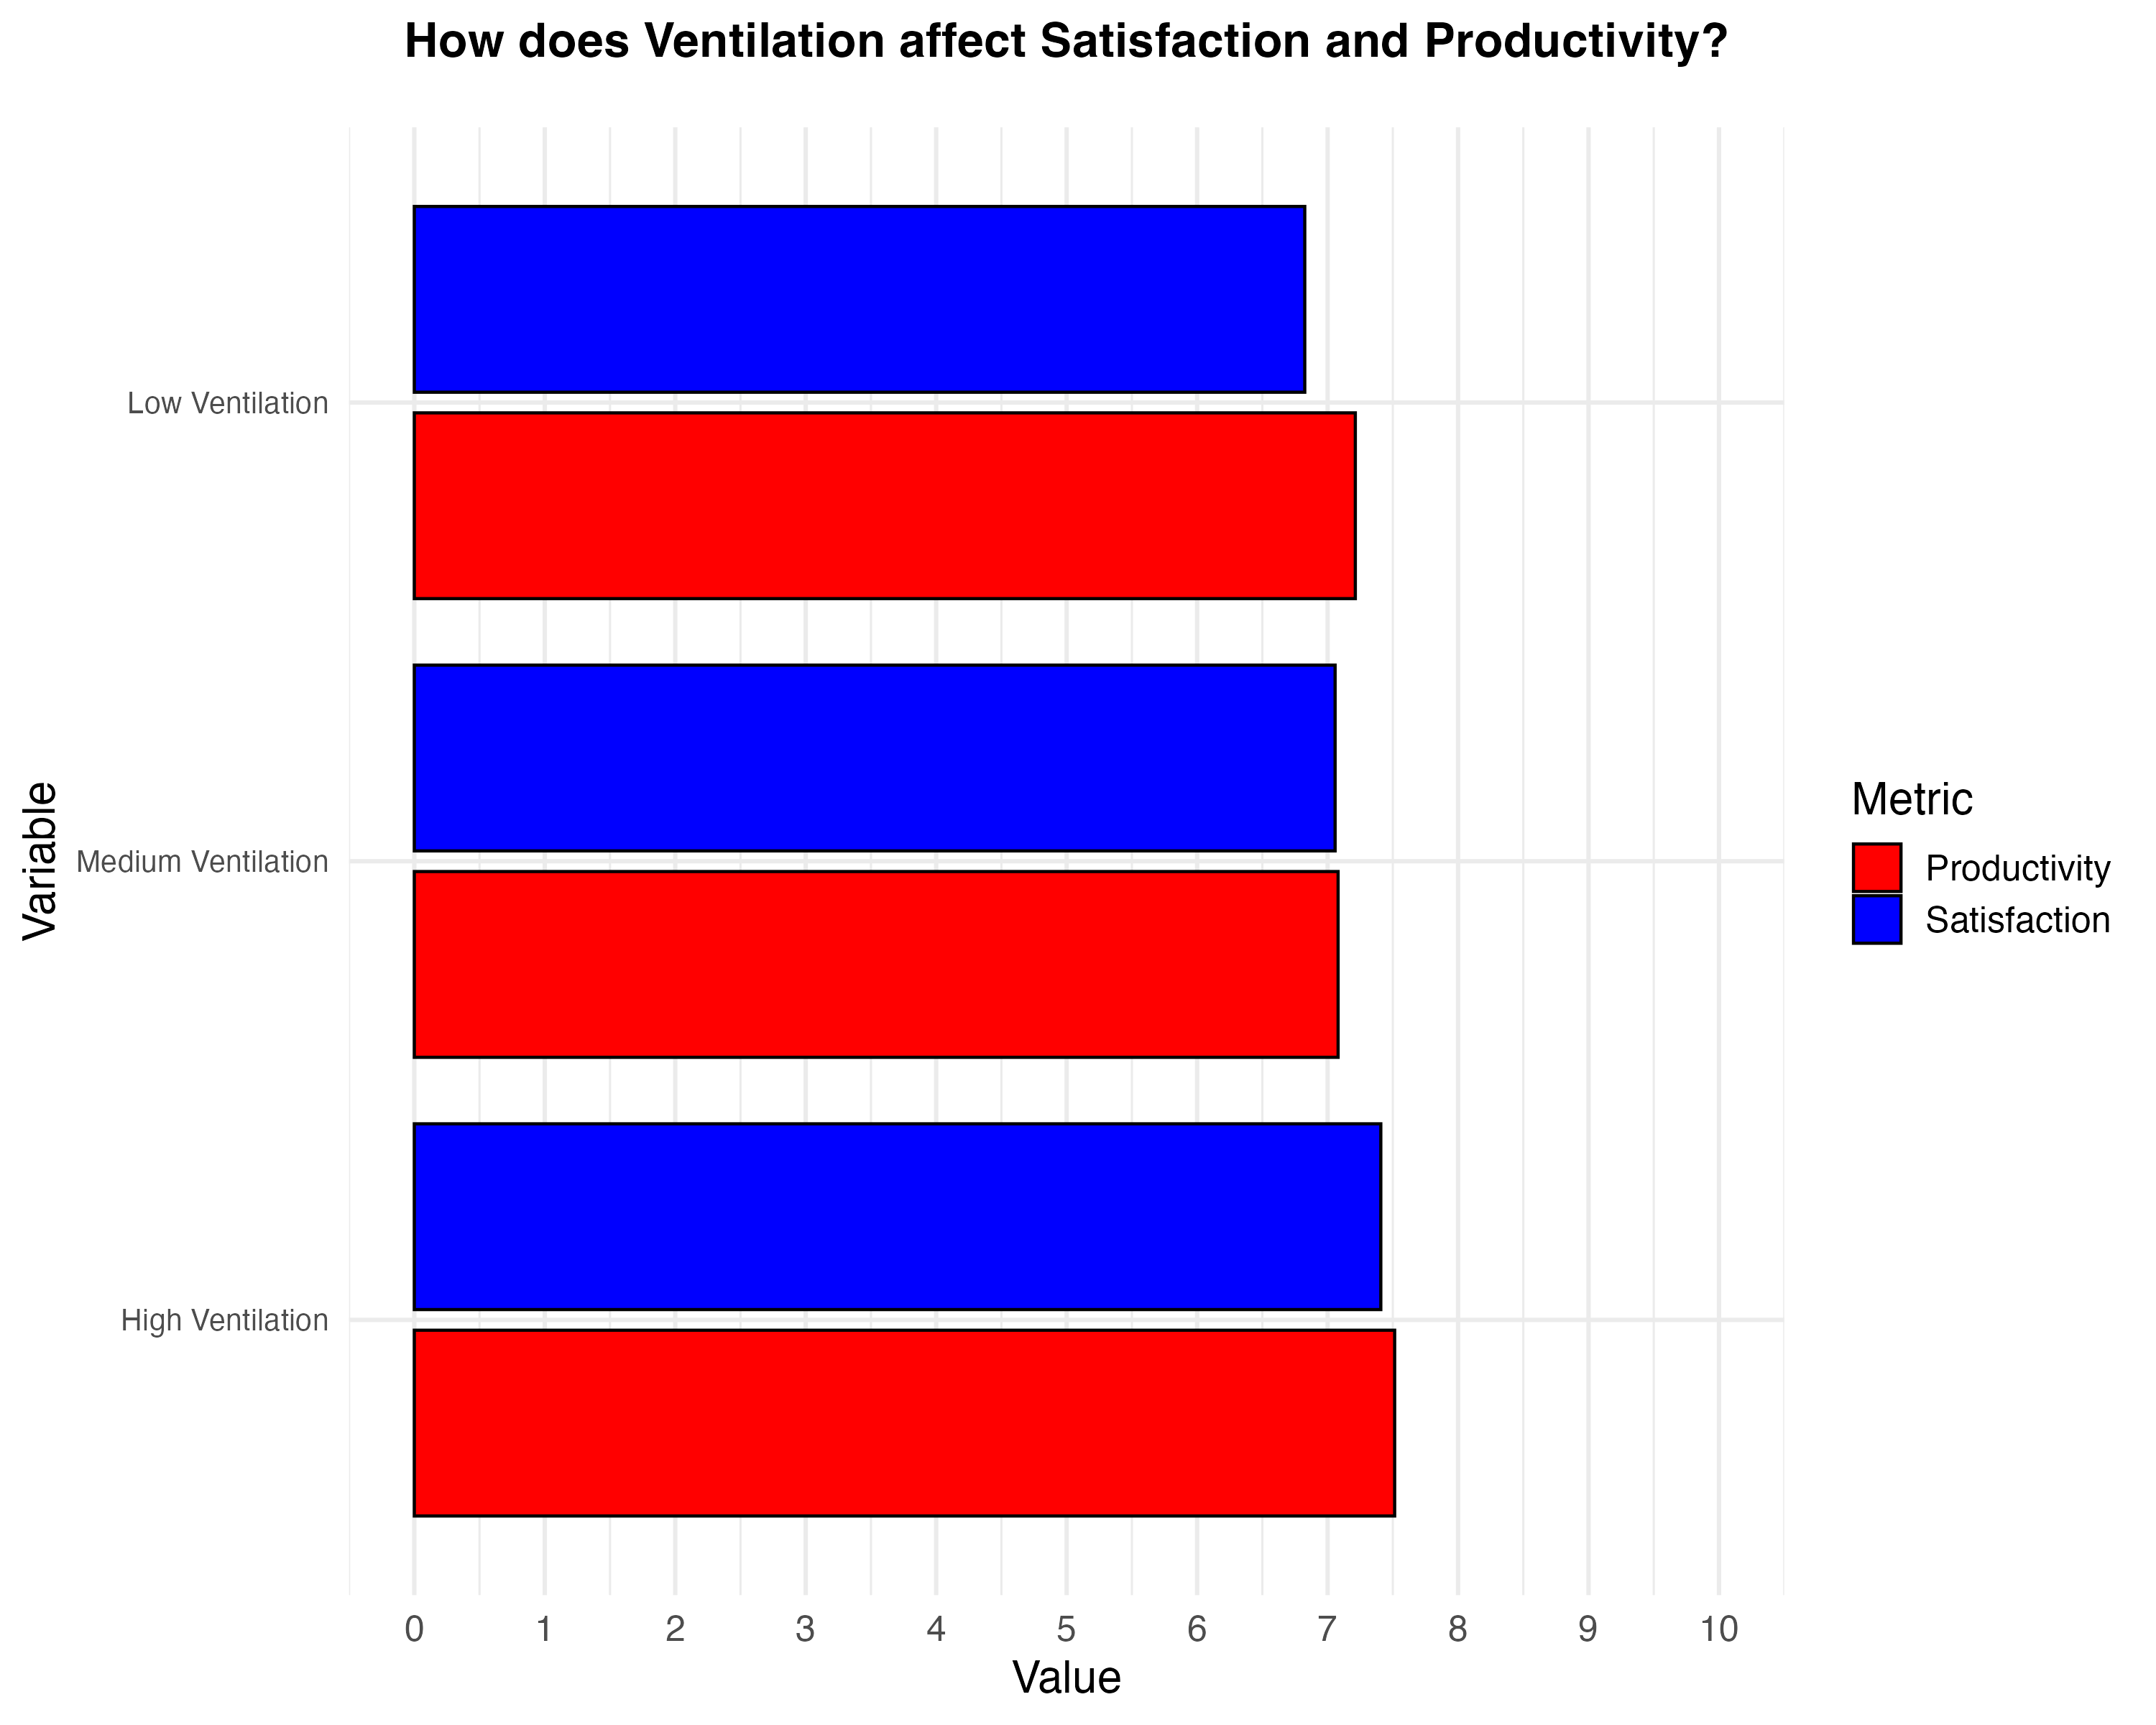 How does Ventilation affect Satisfaction and Productivity?
Variable
Low Ventilation
Medium Ventilation
High Ventilation
0 1 2 3 4 5 6 7 8 9 10
Value
Metric
Productivity
Satisfaction